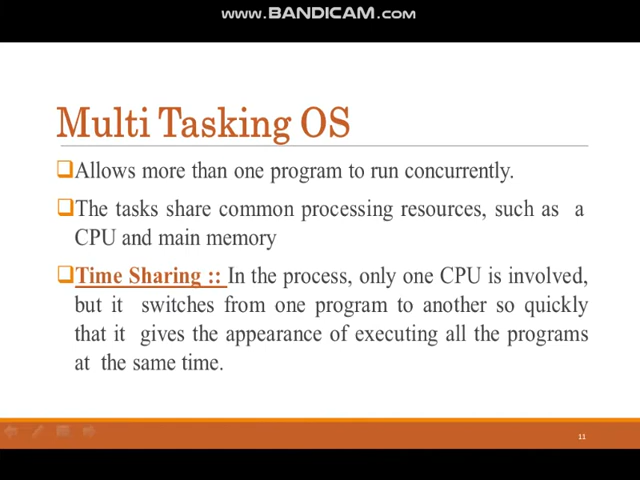 www.BANDICAM.com
Multi Tasking OS
Allows more than one program to run concurrently.
The tasks share common processing resources, such as a
CPU and main memory
Time Sharing :: In the process, only one CPU is involved,
but it switches from one program to another so quickly
that it gives the appearance of executing all the programs
at the same time.
11